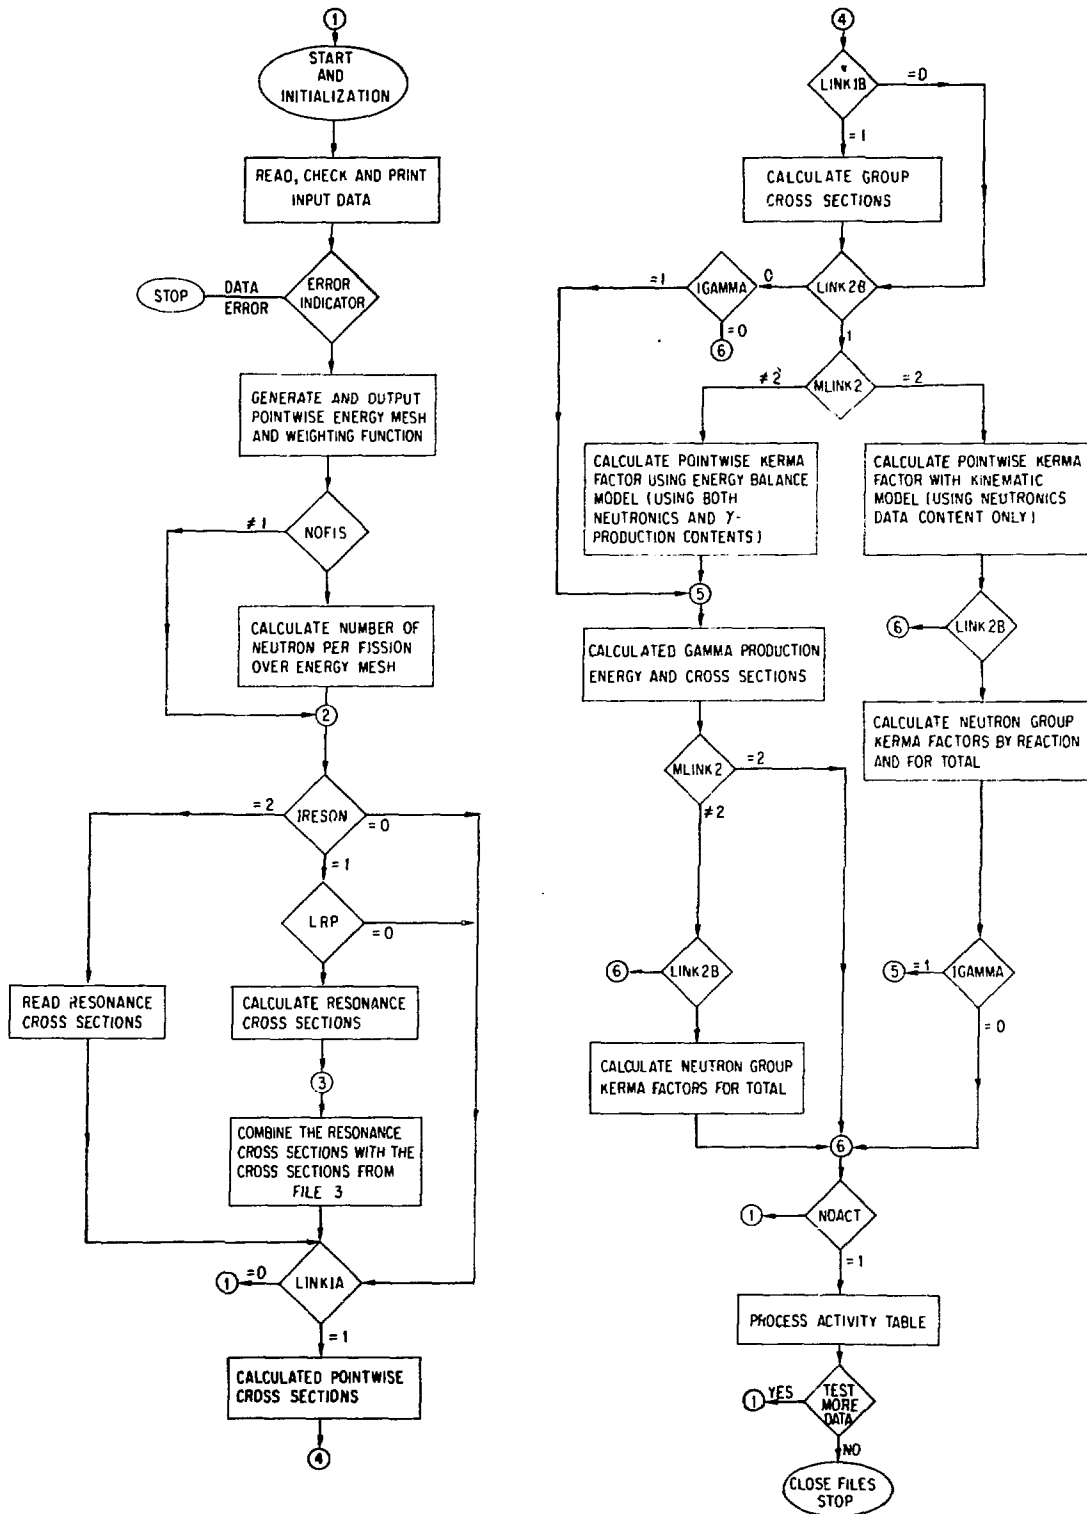 1
START
AND
INITIALIZATION
READ, CHECK AND PRINT
INPUT DATA
ERROR
INDICATOR
DATA
ERROR
STOP
GENERATE AND OUTPUT
POINTWISE ENERGY MESH
AND WEIGHTING FUNCTION
NOFIS
≠1
CALCULATE NUMBER OF
NEUTRON PER FISSION
OVER ENERGY MESH
2
IRESON
=2
=0
=1
LRP
=0
READ RESONANCE
CROSS SECTIONS
CALCULATE RESONANCE
CROSS SECTIONS
3
COMBINE THE RESONANCE
CROSS SECTIONS WITH THE
CROSS SECTIONS FROM
FILE 3
LINK1A
=0
1
=1
CALCULATED POINTWISE
CROSS SECTIONS
4
4
LINK1B
=0
=1
CALCULATE GROUP
CROSS SECTIONS
LINK2B
0
IGAMMA
=1
=0
6
1
MLINK2
≠2
=2
CALCULATE POINTWISE KERMA
FACTOR USING ENERGY BALANCE
MODEL (USING BOTH
NEUTRONICS AND γ-
PRODUCTION CONTENTS)
CALCULATE POINTWISE KERMA
FACTOR WITH KINEMATIC
MODEL (USING NEUTRONICS
DATA CONTENT ONLY)
5
LINK2B
6
CALCULATED GAMMA PRODUCTION
ENERGY AND CROSS SECTIONS
CALCULATE NEUTRON GROUP
KERMA FACTORS BY REACTION
AND FOR TOTAL
MLINK2
=2
≠2
LINK2B
6
IGAMMA
=1
5
=0
CALCULATE NEUTRON GROUP
KERMA FACTORS FOR TOTAL
6
NOACT
1
=1
PROCESS ACTIVITY TABLE
TEST
MORE
DATA
YES
1
NO
CLOSE FILES
STOP